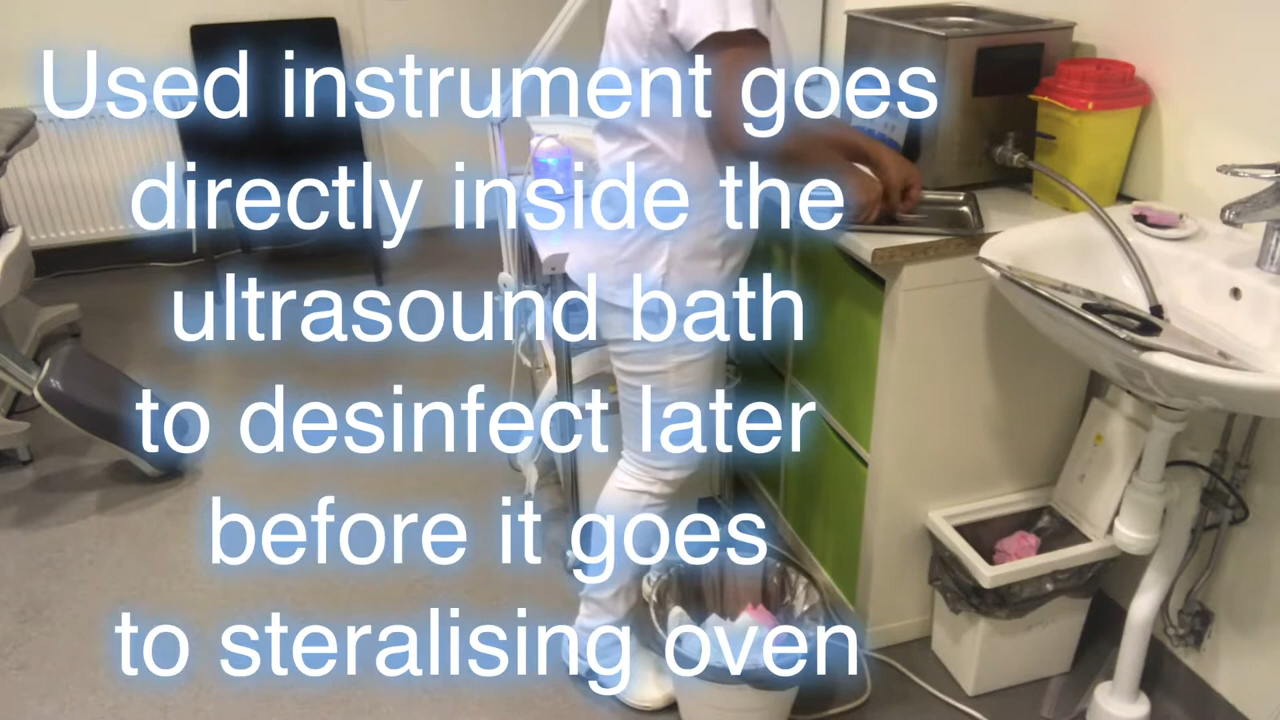 Used instrument goes
directly inside the
ultrasound bath
to desinfect later
before it goes
to steralising oven